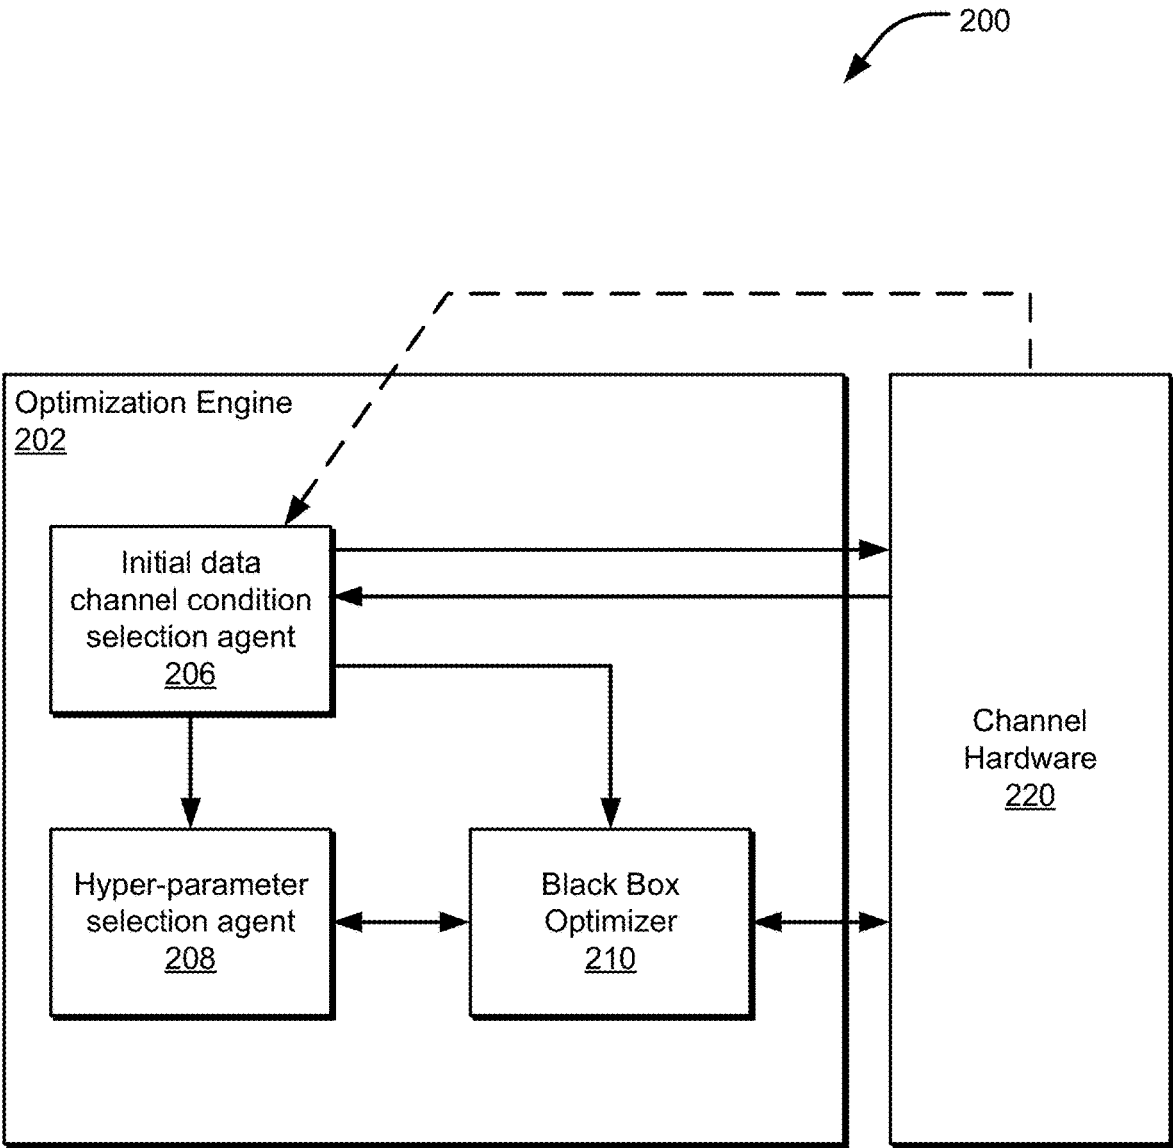 200
Optimization Engine
202
Initial data
channel condition
selection agent
206
Channel
Hardware
220
Hyper-parameter
selection agent
208
Black Box
Optimizer
210